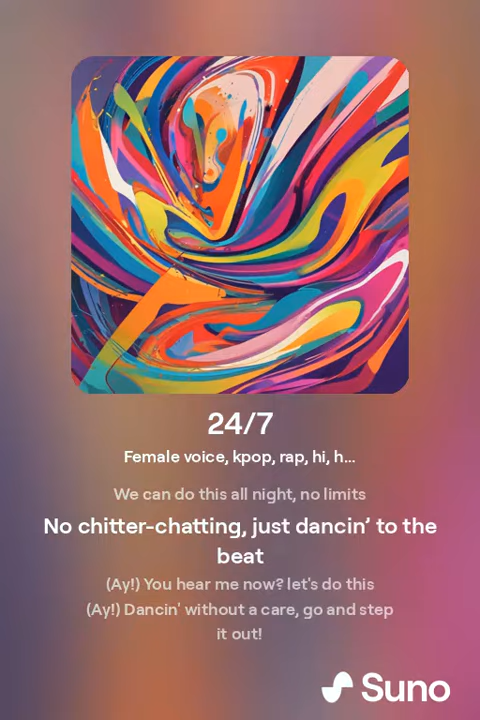 24/7
Female voice, kpop, rap, hi, h...
We can do this all night, no limits
No chitter-chatting, just dancin’ to the
beat
(Ay!) You hear me now? let's do this
(Ay!) Dancin' without a care, go and step
it out!
Suno